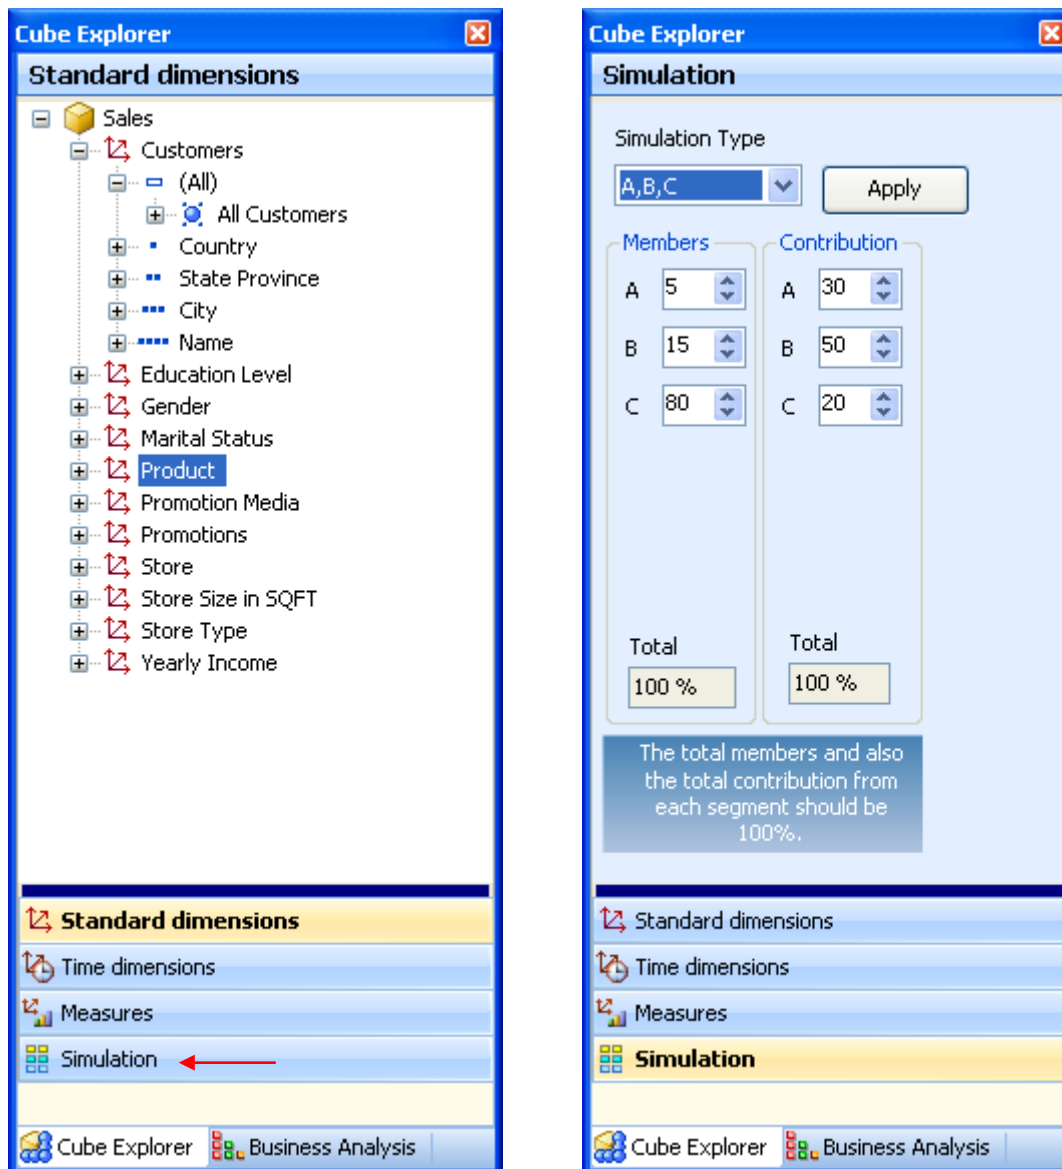 Cube Explorer
Standard dimensions
Sales
Customers
(All)
All Customers
Country
State Province
City
Name
Education Level
Gender
Marital Status
Product
Promotion Media
Promotions
Store
Store Size in SQFT
Store Type
Yearly Income
Standard dimensions
Time dimensions
Measures
Simulation
Cube Explorer Business Analysis
Cube Explorer
Simulation
Simulation Type
A,B,C Apply
Members Contribution
A 5 A 30
B 15 B 50
C 80 C 20
Total Total
100 % 100 %
The total members and also
the total contribution from
each segment should be
100%.
Standard dimensions
Time dimensions
Measures
Simulation
Cube Explorer Business Analysis